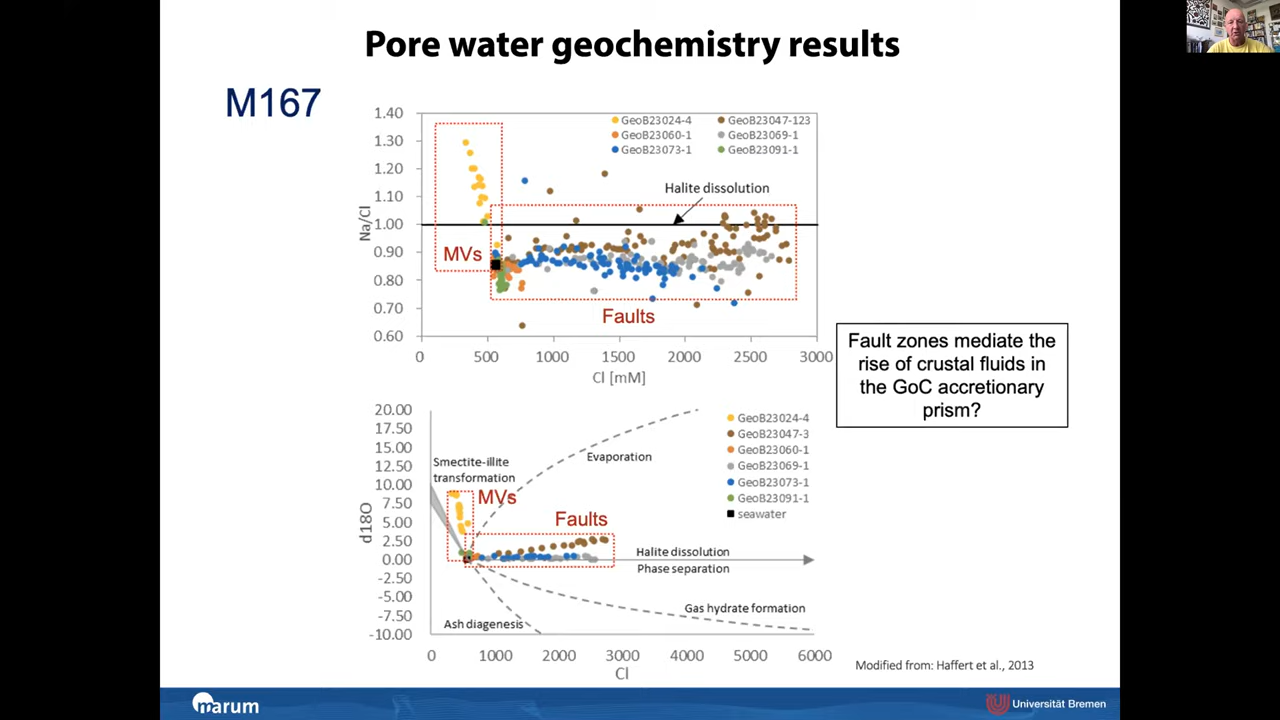 Pore water geochemistry results
M167
1.40
1.30
1.20
1.10
1.00
0.90
0.80
0.70
0.60
Na/Cl
GeoB23024-4
GeoB23047-123
GeoB23060-1
GeoB23069-1
GeoB23073-1
GeoB23091-1
Halite dissolution
MVs
Faults
0 500 1000 1500 2000 2500 3000
Cl [mM]
Fault zones mediate the
rise of crustal fluids in
the GoC accretionary
prism?
20.00
17.50
15.00
12.50
10.00
7.50
5.00
2.50
0.00
-2.50
-5.00
-7.50
-10.00
d18O
GeoB23024-4
GeoB23047-3
GeoB23060-1
GeoB23069-1
GeoB23073-1
GeoB23091-1
seawater
Evaporation
Smectite-illite
transformation
MVs
Faults
Halite dissolution
Phase separation
Gas hydrate formation
Ash diagenesis
0 1000 2000 3000 4000 5000 6000
Cl
Modified from: Haffert et al., 2013
marum
Universität Bremen